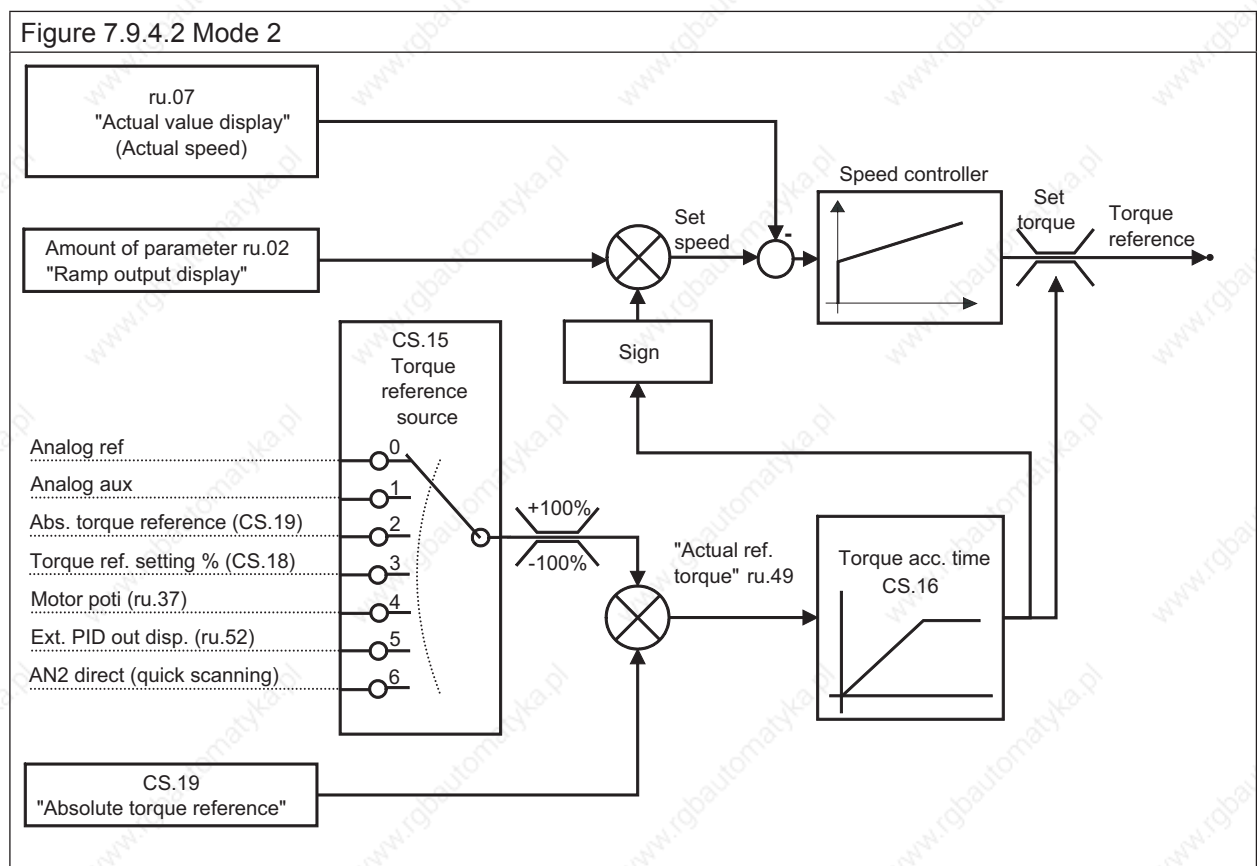 Figure 7.9.4.2 Mode 2
ru.07
"Actual value display"
(Actual speed)
Amount of parameter ru.02
"Ramp output display"
Set
speed
-
Speed controller
Set
torque
Torque
reference
Sign
CS.15
Torque
reference
source
Analog ref
0
Analog aux
1
Abs. torque reference (CS.19)
2
Torque ref. setting % (CS.18)
3
Motor poti (ru.37)
4
Ext. PID out disp. (ru.52)
5
AN2 direct (quick scanning)
6
+100%
-100%
"Actual ref.
torque" ru.49
Torque acc. time
CS.16
CS.19
"Absolute torque reference"
www.rgbautomatyka.pl